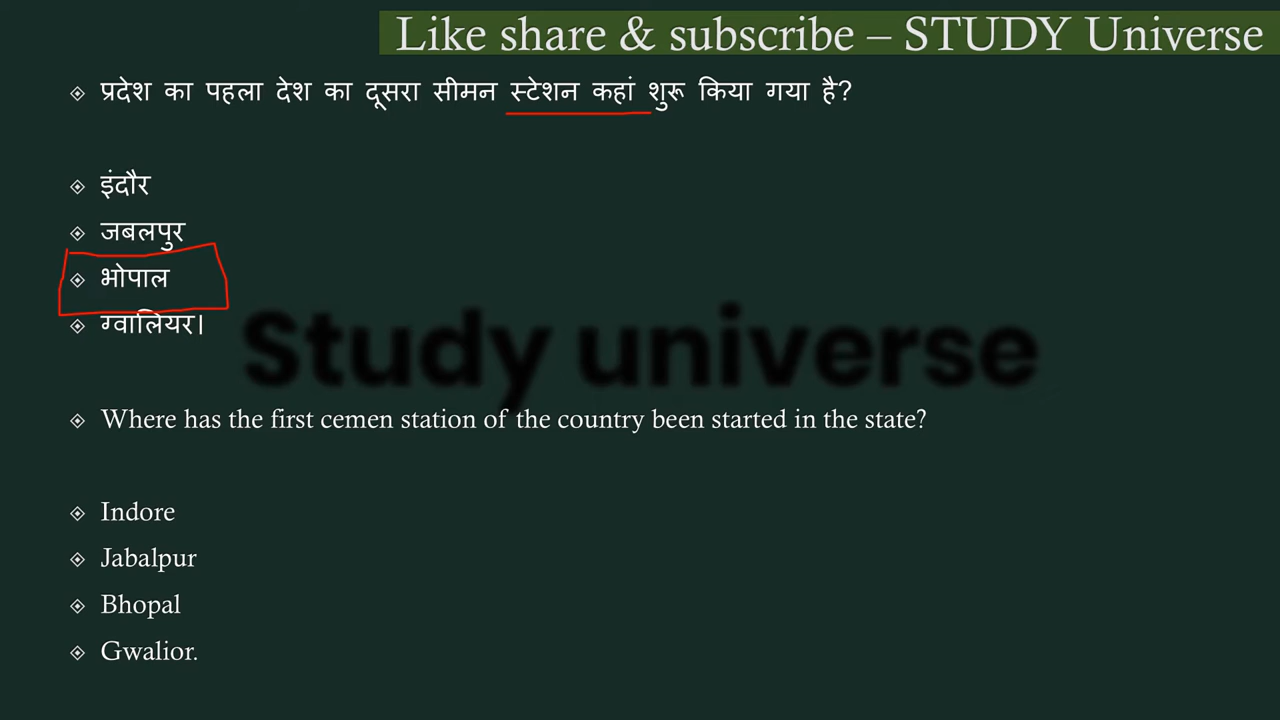 Like share & subscribe – STUDY Universe
प्रदेश का पहला देश का दूसरा सीमन स्टेशन कहां शुरू किया गया है?
इंदौर
जबलपुर
भोपाल
ग्वालियर।
Study universe
Where has the first cemen station of the country been started in the state?
Indore
Jabalpur
Bhopal
Gwalior.